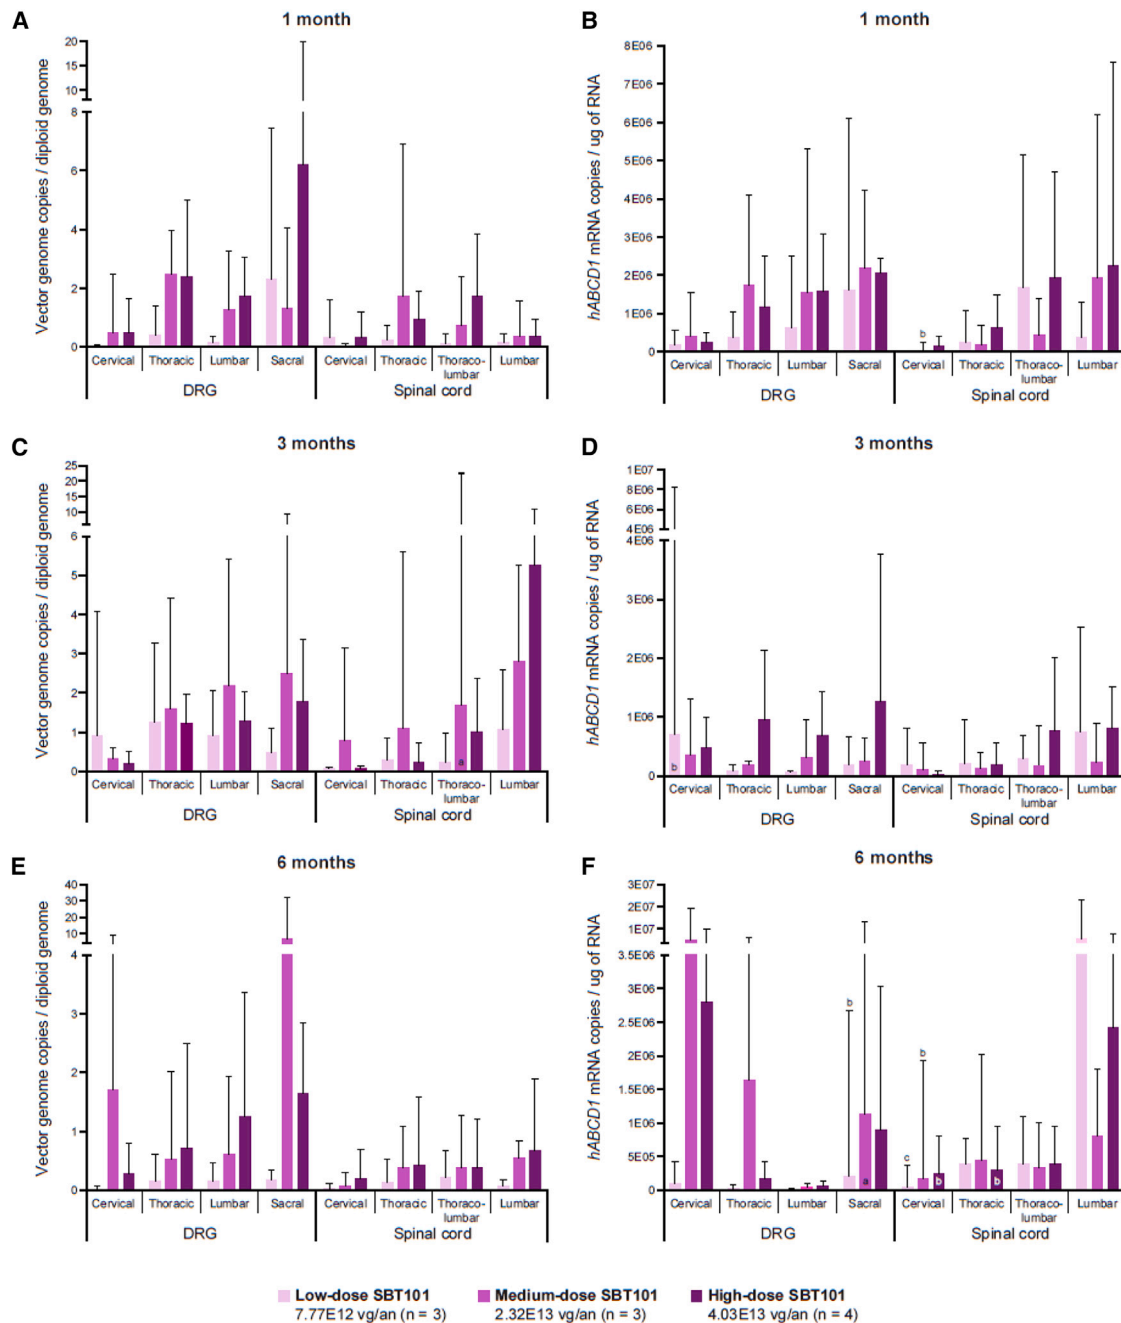 A
1 month
Vector genome copies / diploid genome
20
15
10
8
6
4
2
0
Cervical Thoracic Lumbar Sacral Cervical Thoracic Thoraco-lumbar Lumbar
DRG Spinal cord
B
1 month
hABCD1 mRNA copies / ug of RNA
8E06
7E06
6E06
5E06
4E06
3E06
2E06
1E06
0
b
Cervical Thoracic Lumbar Sacral Cervical Thoracic Thoraco-lumbar Lumbar
DRG Spinal cord
C
3 months
Vector genome copies / diploid genome
25
20
15
10
6
5
4
3
2
1
0
a
Cervical Thoracic Lumbar Sacral Cervical Thoracic Thoraco-lumbar Lumbar
DRG Spinal cord
D
3 months
hABCD1 mRNA copies / ug of RNA
1E07
8E06
6E06
4E06
4E06
3E06
2E06
1E06
0
b
Cervical Thoracic Lumbar Sacral Cervical Thoracic Thoraco-lumbar Lumbar
DRG Spinal cord
E
6 months
Vector genome copies / diploid genome
40
30
20
10
4
3
2
1
0
Cervical Thoracic Lumbar Sacral Cervical Thoracic Thoraco-lumbar Lumbar
DRG Spinal cord
F
6 months
hABCD1 mRNA copies / ug of RNA
3E07
2E07
1E07
3.5E06
3E06
2.5E06
2E06
1.5E06
1E06
5E05
0
b
b
c
a
b
b
Cervical Thoracic Lumbar Sacral Cervical Thoracic Thoraco-lumbar Lumbar
DRG Spinal cord
Low-dose SBT101 Medium-dose SBT101 High-dose SBT101
7.77E12 vg/an (n = 3) 2.32E13 vg/an (n = 3) 4.03E13 vg/an (n = 4)